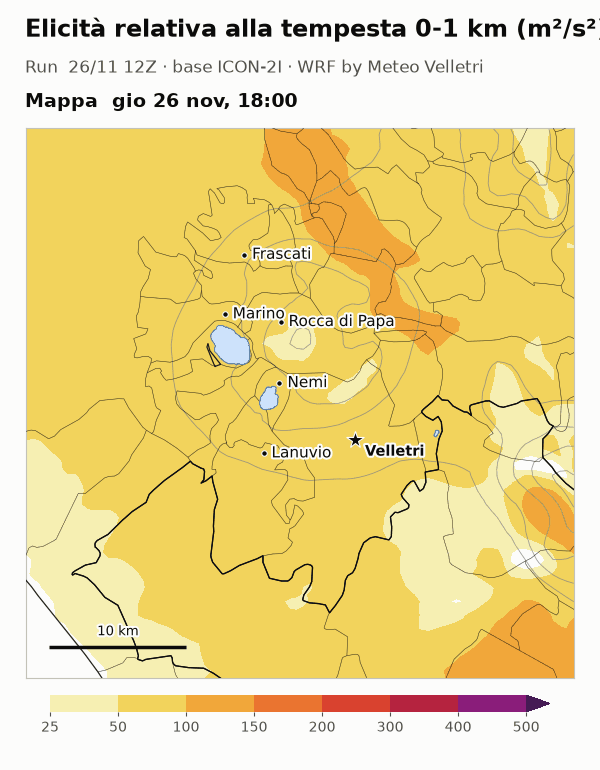 Elicità relativa alla tempesta 0-1 km (m²/s²)
Run 26/11 12Z · base ICON-2I · WRF by Meteo Velletri
Mappa gio 26 nov, 18:00
Frascati
Marino
Rocca di Papa
Nemi
Velletri
Lanuvio
10 km
25 50 100 150 200 300 400 500